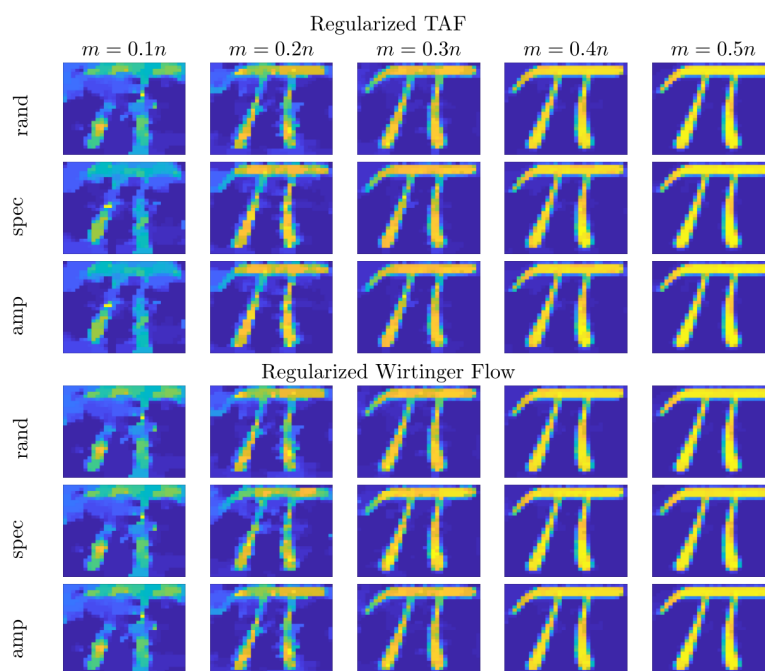 Regularized TAF
m = 0.1n m = 0.2n m = 0.3n m = 0.4n m = 0.5n
rand
spec
amp
Regularized Wirtinger Flow
rand
spec
amp